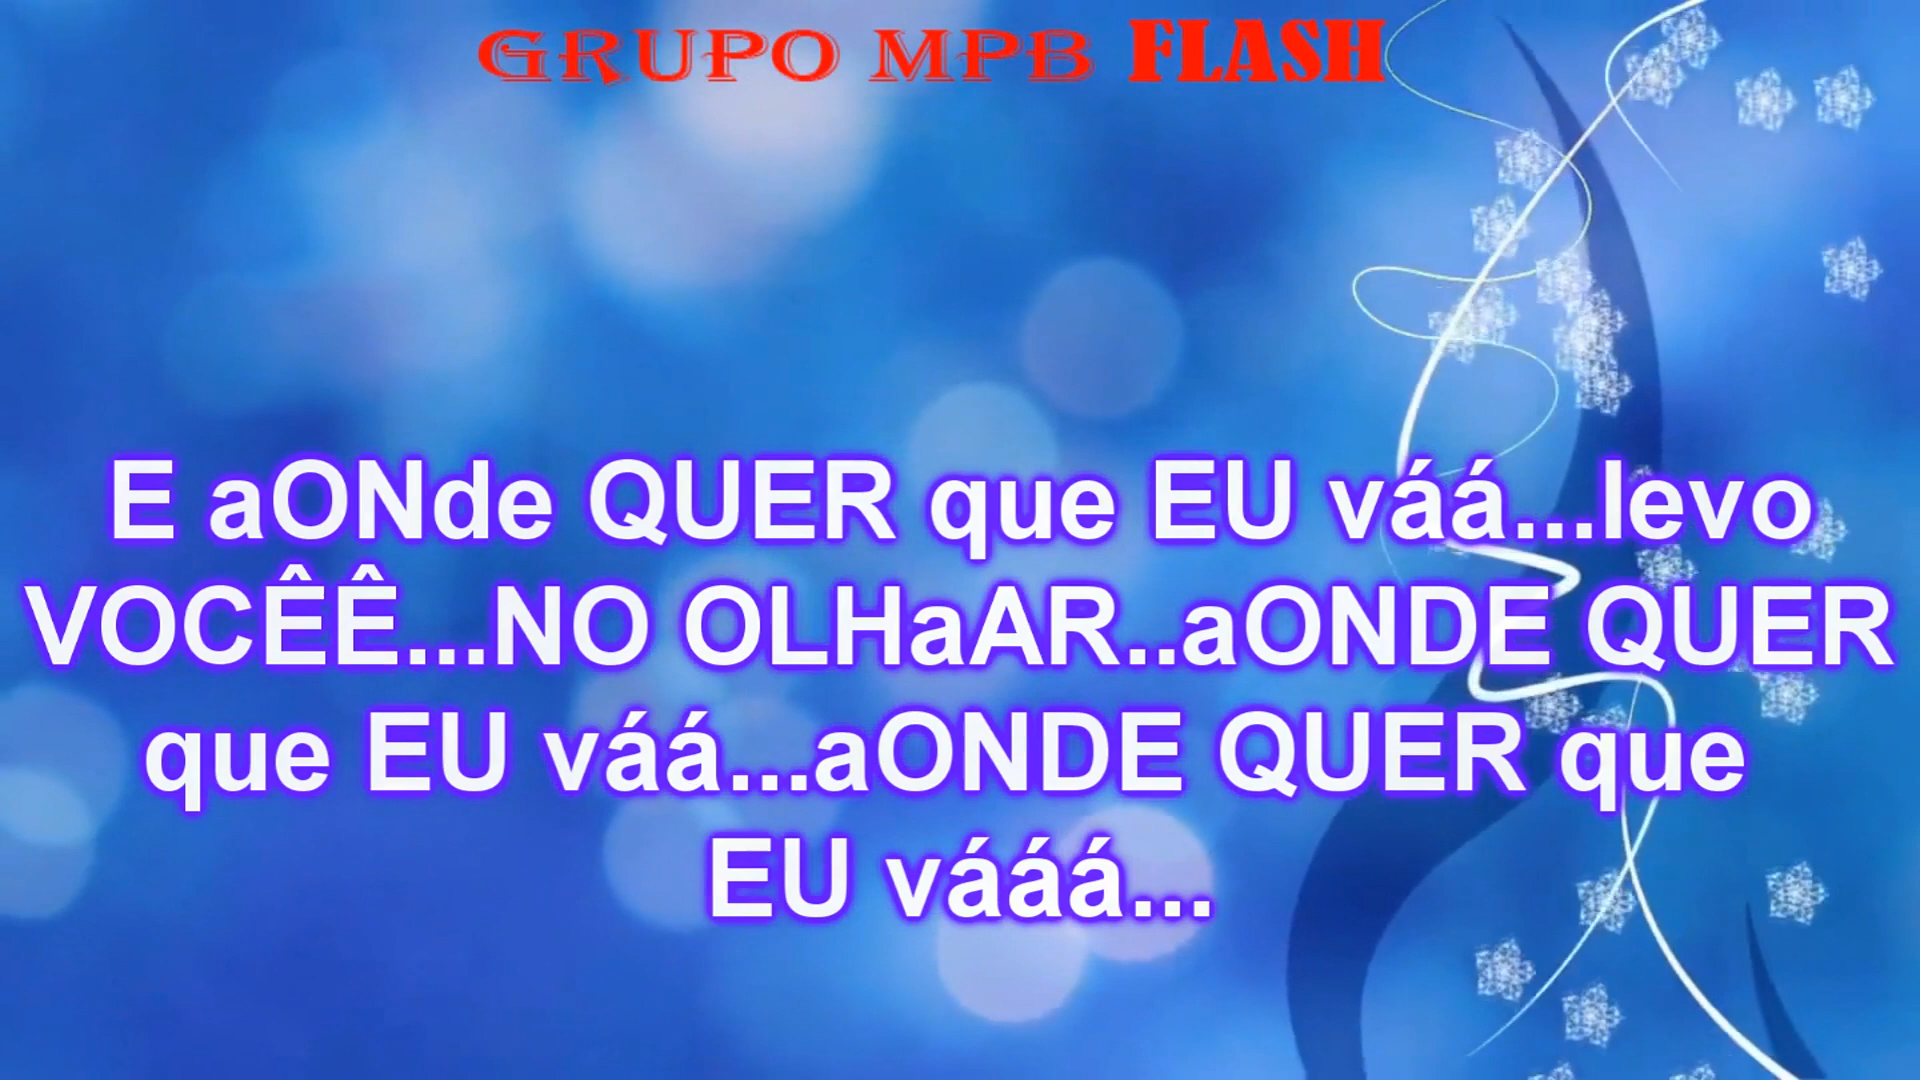 GRUPO MPB FLASH
E aONde QUER que EU váá...levo
VOCÊÊ...NO OLHaAR..aONDE QUER
que EU váá...aONDE QUER que
EU vááá...